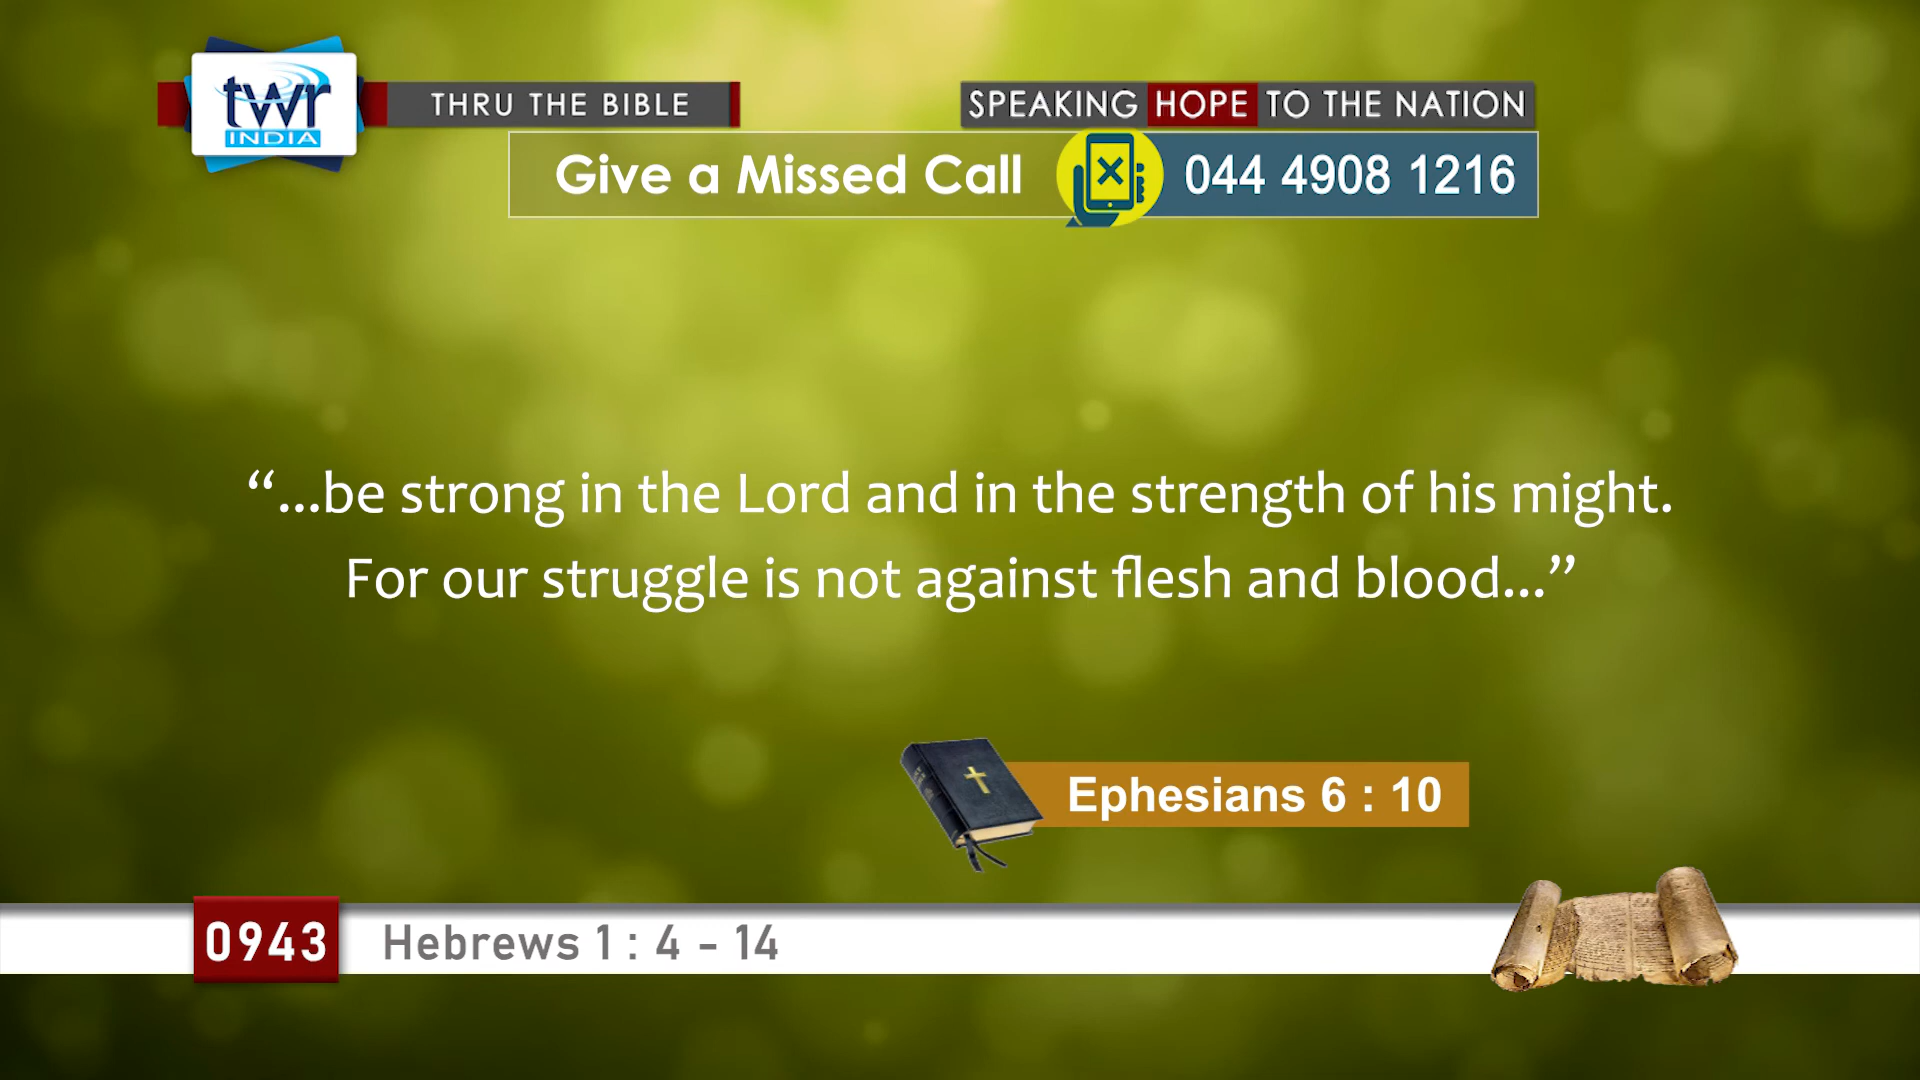 twr
INDIA
THRU THE BIBLE
SPEAKING HOPE TO THE NATION
Give a Missed Call
044 4908 1216
“...be strong in the Lord and in the strength of his might.
For our struggle is not against flesh and blood...”
Ephesians 6 : 10
0943
Hebrews 1 : 4 - 14